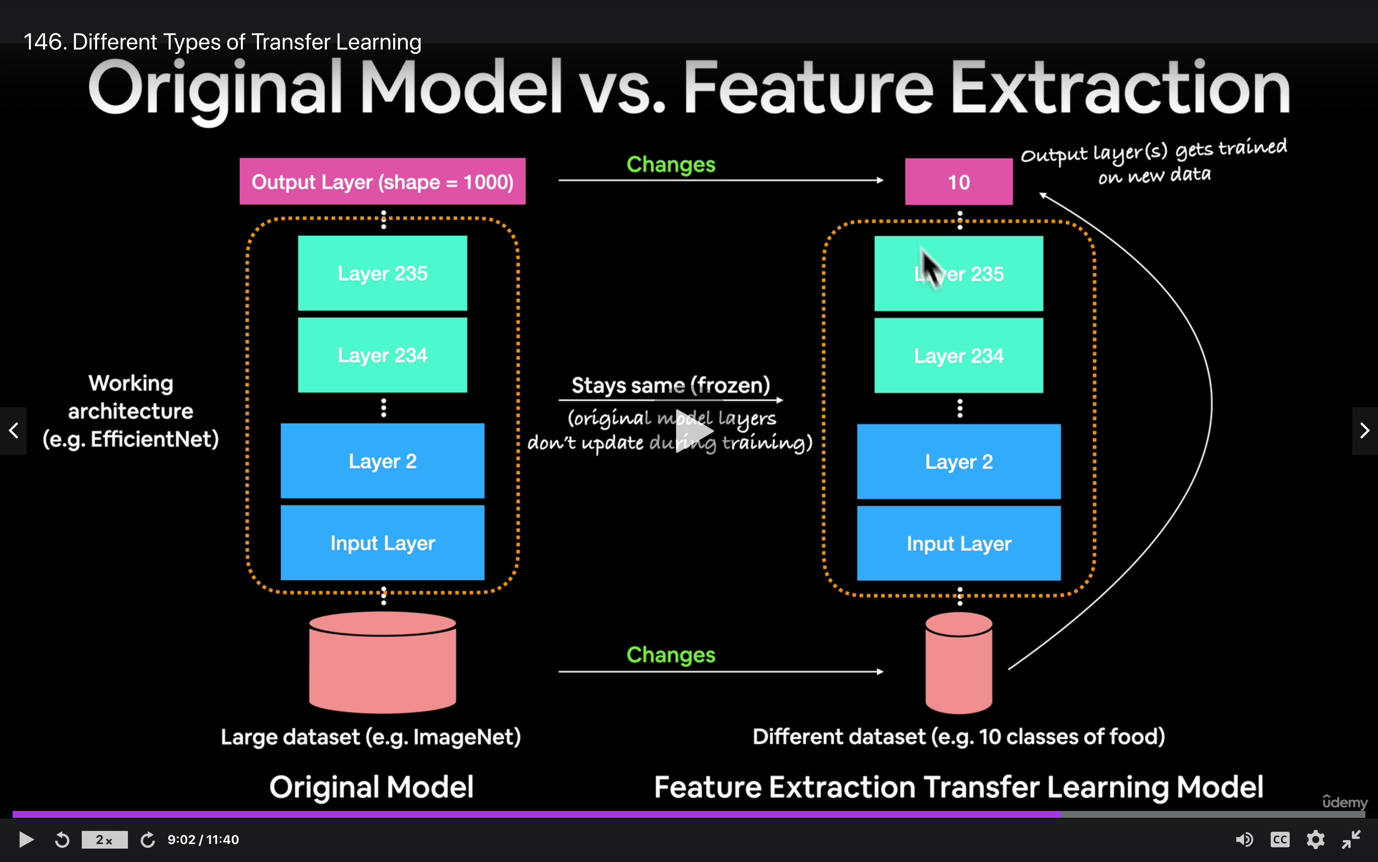 146. Different Types of Transfer Learning
Original Model vs. Feature Extraction
Output Layer (shape = 1000)
Changes
10
Output layer(s) gets trained
on new data
Layer 235
Layer 234
Layer 2
Input Layer
Working
architecture
(e.g. EfficientNet)
Stays same (frozen)
(original model layers
don't update during training)
Layer 235
Layer 234
Layer 2
Input Layer
Changes
Large dataset (e.g. ImageNet)
Different dataset (e.g. 10 classes of food)
Original Model
Feature Extraction Transfer Learning Model
ûdemy
2x
9:02 / 11:40
CC